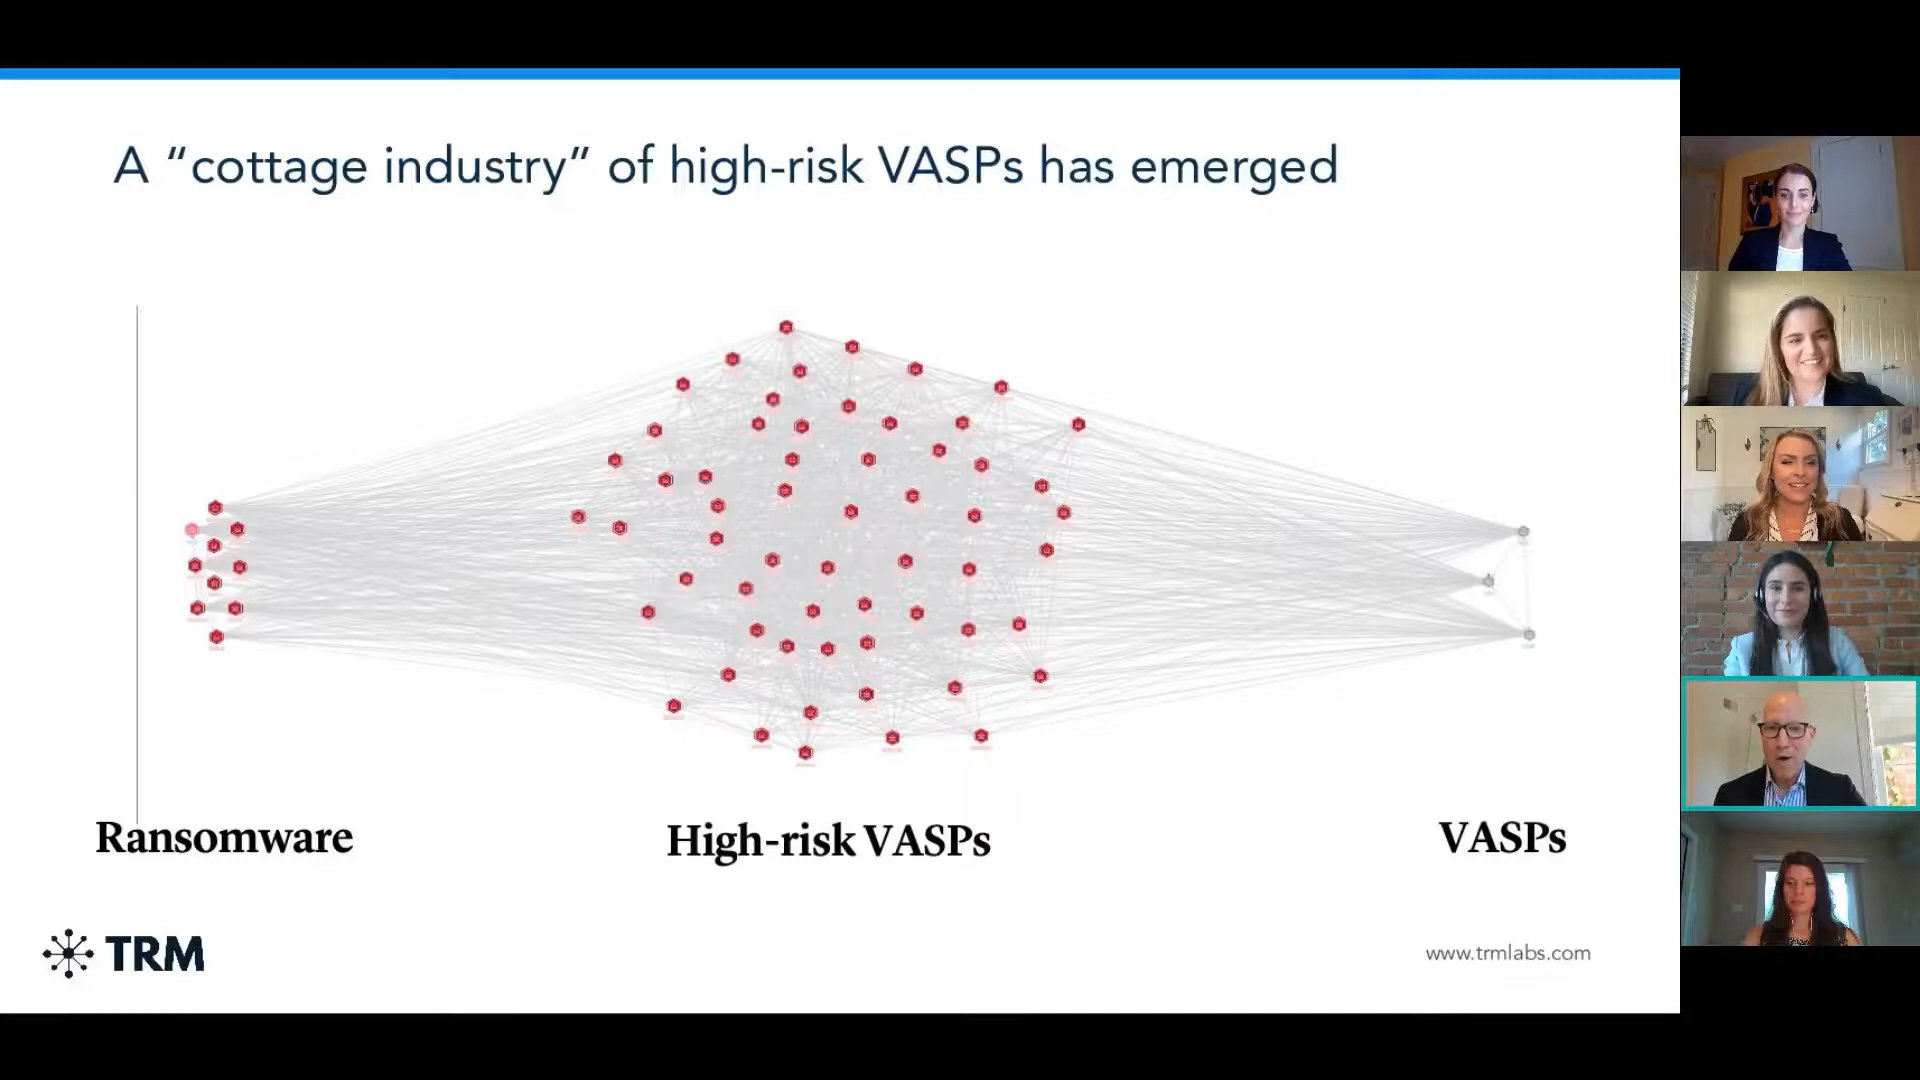 A “cottage industry” of high-risk VASPs has emerged
Ransomware
High-risk VASPs
VASPs
TRM
www.trmlabs.com